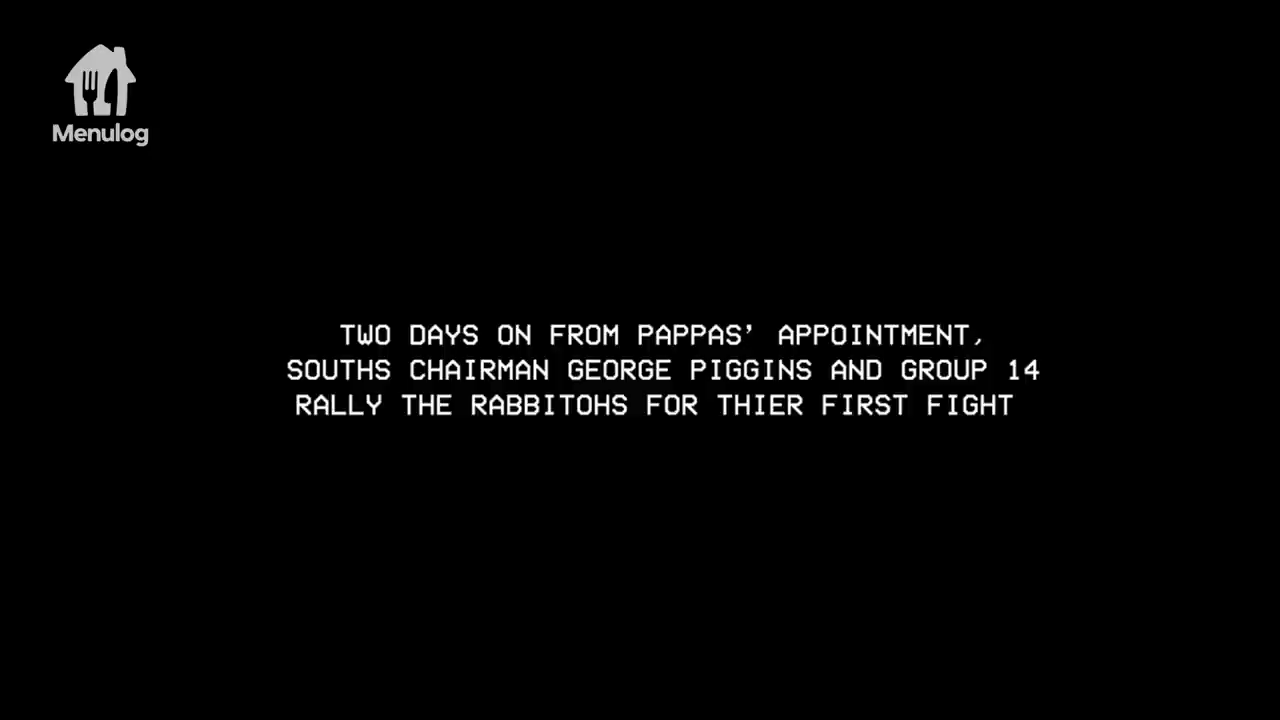 Menulog
TWO DAYS ON FROM PAPPAS' APPOINTMENT,
SOUTHS CHAIRMAN GEORGE PIGGINS AND GROUP 14
RALLY THE RABBITOHS FOR THIER FIRST FIGHT